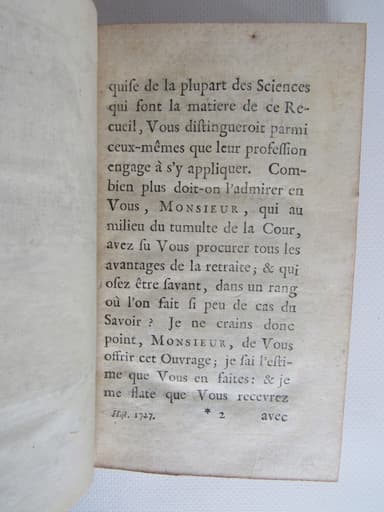 quise de la plupart des Sciences
qui font la matiere de ce Re-
cueil, Vous distingueroit parmi
ceux-mêmes que leur profession
engage à s'y appliquer. Com-
bien plus doit-on l'admirer en
Vous, MONSIEUR, qui au
milieu du tumulte de la Cour,
avez su Vous procurer tous les
avantages de la retraite; & qui
osez être savant, dans un rang
où l'on fait si peu de cas du
Savoir? Je ne crains donc
point, MONSIEUR, de Vous
offrir cet Ouvrage; je sai l'esti-
me que Vous en faites: & je
me flate que Vous recevrez
Hist. 1727. * 2 avec